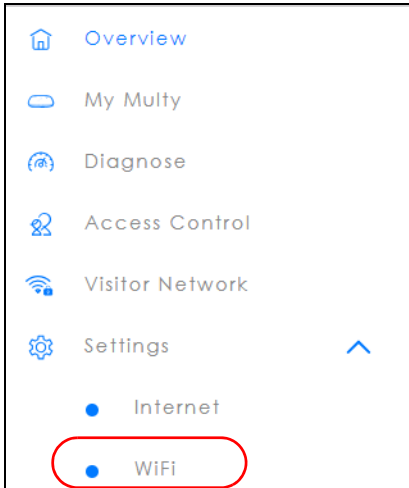 Overview
My Multy
Diagnose
Access Control
Visitor Network
Settings
Internet
WiFi